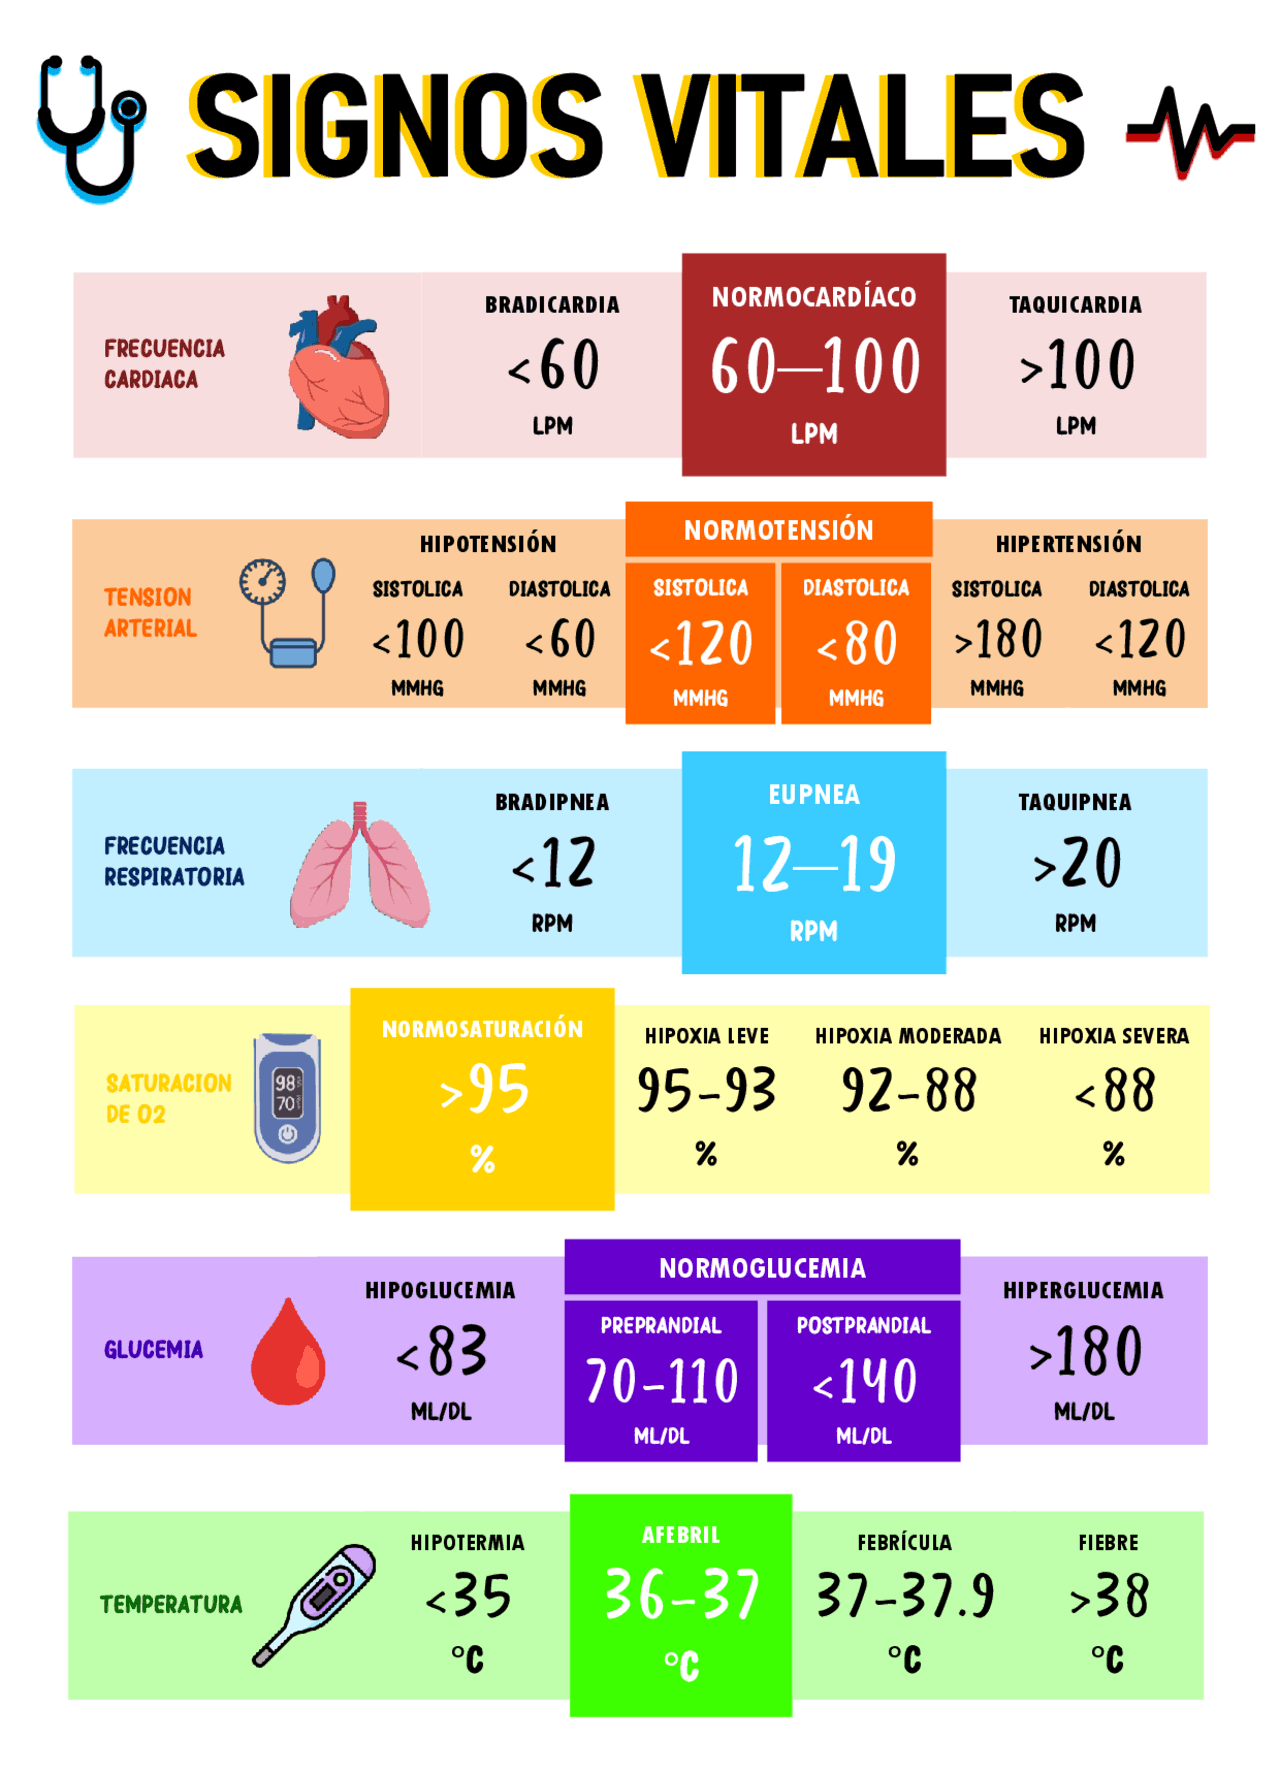 SIGNOS VITALES
FRECUENCIA
CARDIACA
BRADICARDIA
<60
LPM
NORMOCARDÍACO
60—100
LPM
TAQUICARDIA
>100
LPM
TENSION
ARTERIAL
HIPOTENSIÓN
SISTOLICA
<100
MMHG
DIASTOLICA
<60
MMHG
NORMOTENSIÓN
SISTOLICA
<120
MMHG
DIASTOLICA
<80
MMHG
HIPERTENSIÓN
SISTOLICA
>180
MMHG
DIASTOLICA
<120
MMHG
FRECUENCIA
RESPIRATORIA
BRADIPNEA
<12
RPM
EUPNEA
12—19
RPM
TAQUIPNEA
>20
RPM
SATURACION
DE O2
98
70
NORMOSATURACIÓN
>95
%
HIPOXIA LEVE
95-93
%
HIPOXIA MODERADA
92-88
%
HIPOXIA SEVERA
<88
%
GLUCEMIA
HIPOGLUCEMIA
<83
ML/DL
NORMOGLUCEMIA
PREPRANDIAL
70-110
ML/DL
POSTPRANDIAL
<140
ML/DL
HIPERGLUCEMIA
>180
ML/DL
TEMPERATURA
HIPOTERMIA
<35
°C
AFEBRIL
36-37
°C
FEBRÍCULA
37-37.9
°C
FIEBRE
>38
°C